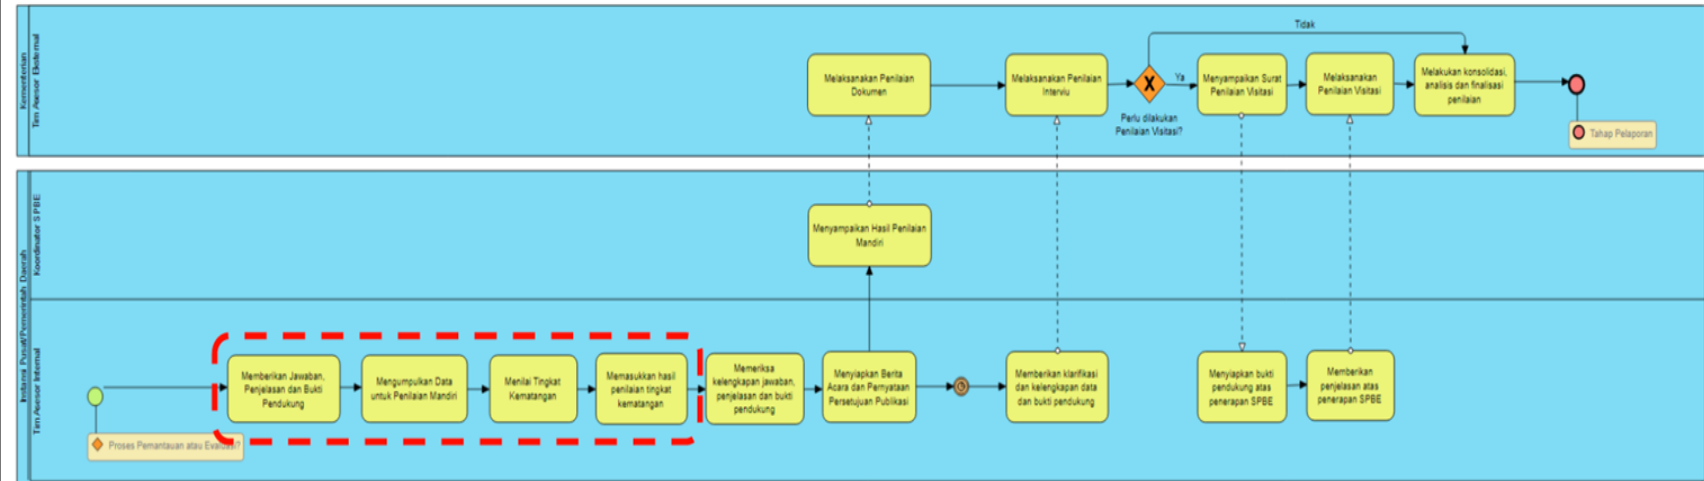 Kementerian
Tim Asesor Eksternal
Tidak
Melaksanakan Penilaian
Dokumen
Melaksanakan Penilaian
Interviu
Ya
Perlu dilakukan
Penilaian Visitasi?
Menyampaikan Surat
Penilaian Visitasi
Melaksanakan
Penilaian Visitasi
Melakukan konsolidasi,
analisis dan finalisasi
penilaian
Tahap Pelaporan
Instansi Pusat/Pemerintah Daerah
Koordinator SPBE
Menyampaikan Hasil Penilaian
Mandiri
Tim Asesor Internal
Proses Pemantauan atau Evaluasi?
Memberikan Jawaban,
Penjelasan dan Bukti
Pendukung
Mengumpulkan Data
untuk Penilaian Mandiri
Menilai Tingkat
Kematangan
Memasukkan hasil
penilaian tingkat
kematangan
Memeriksa
kelengkapan jawaban,
penjelasan dan bukti
pendukung
Menyiapkan Berita
Acara dan Pernyataan
Persetujuan Publikasi
Memberikan klarifikasi
dan kelengkapan data
dan bukti pendukung
Menyiapkan bukti
pendukung atas
penerapan SPBE
Memberikan
penjelasan atas
penerapan SPBE